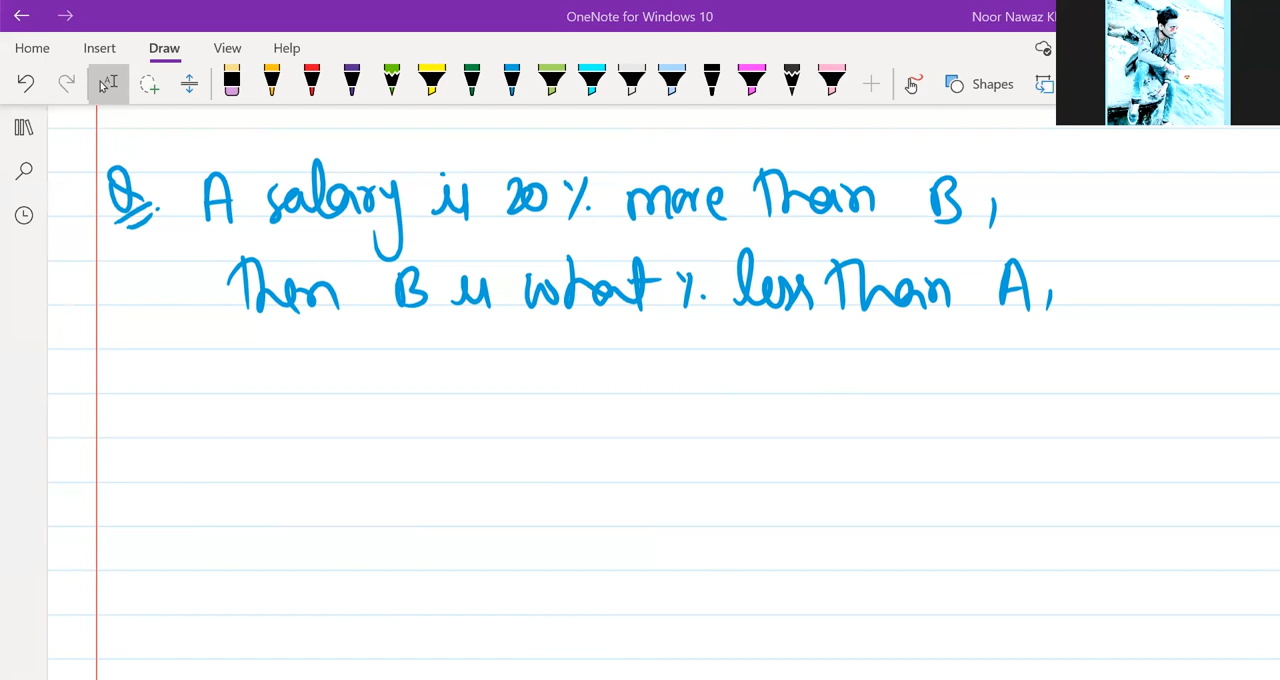 OneNote for Windows 10
Noor Nawaz Kh
Home Insert Draw View Help
Shapes
Q. A salary is 20% more than B,
then B is what % less than A,